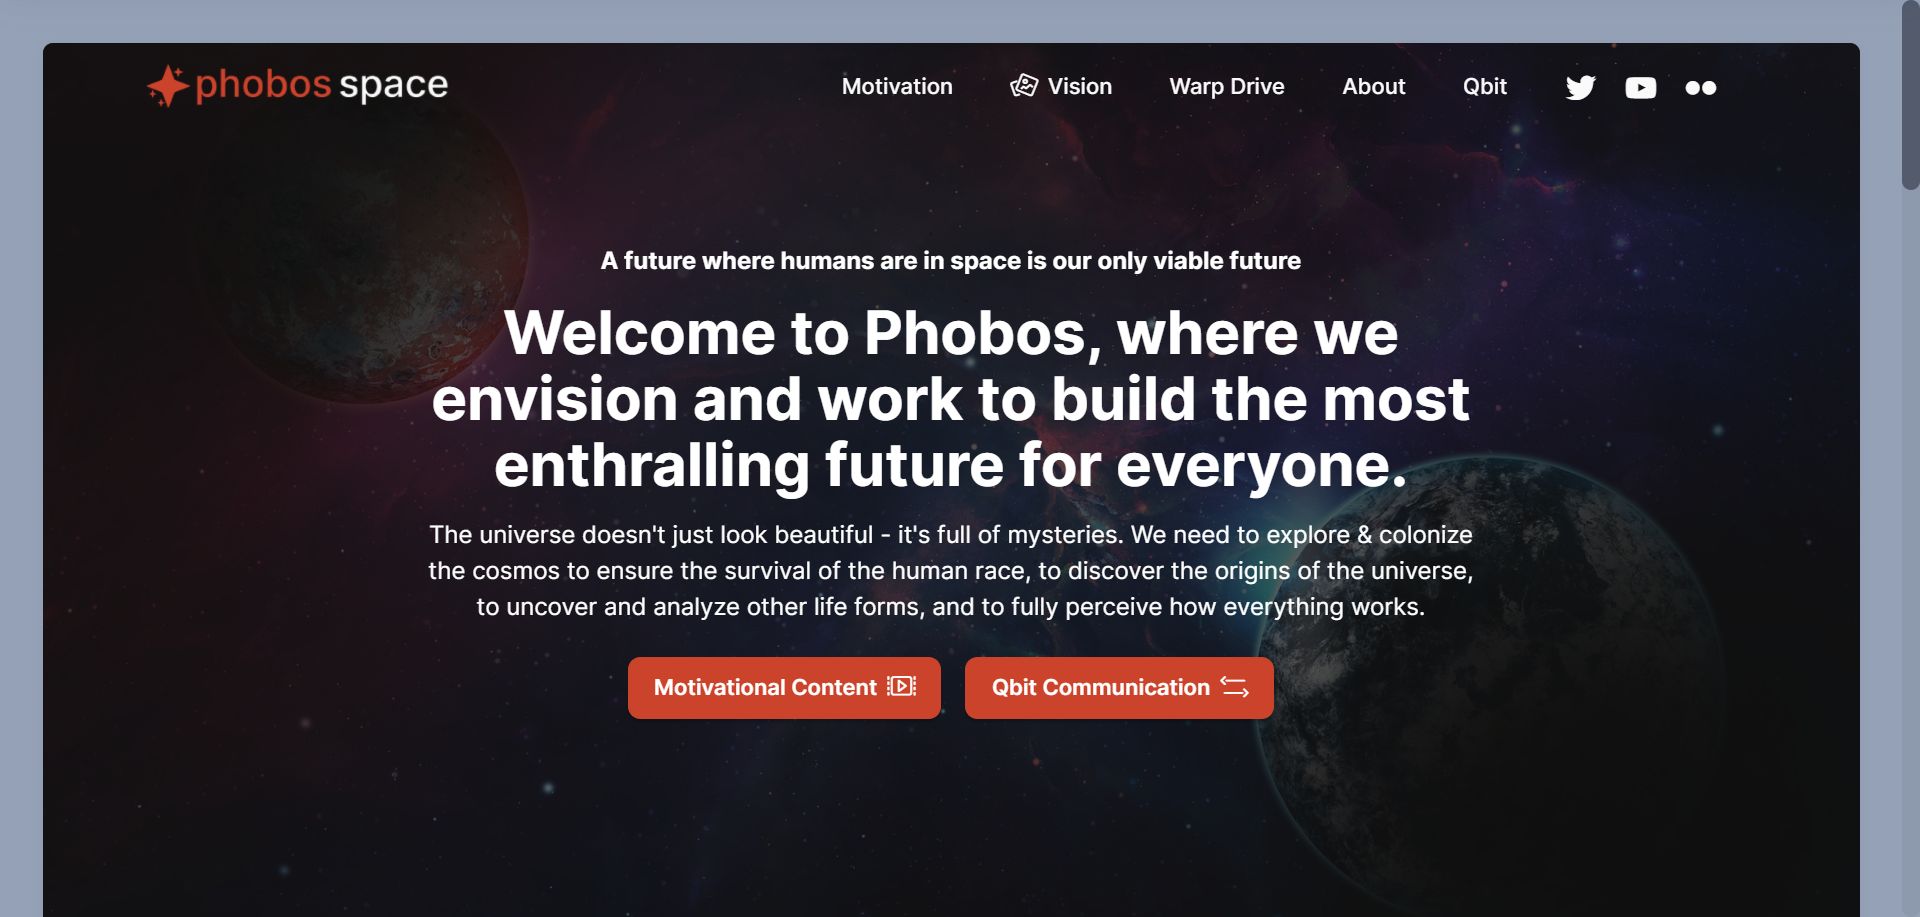 phobos space
Motivation Vision Warp Drive About Qbit
A future where humans are in space is our only viable future
Welcome to Phobos, where we
envision and work to build the most
enthralling future for everyone.
The universe doesn't just look beautiful - it's full of mysteries. We need to explore & colonize
the cosmos to ensure the survival of the human race, to discover the origins of the universe,
to uncover and analyze other life forms, and to fully perceive how everything works.
Motivational Content Qbit Communication